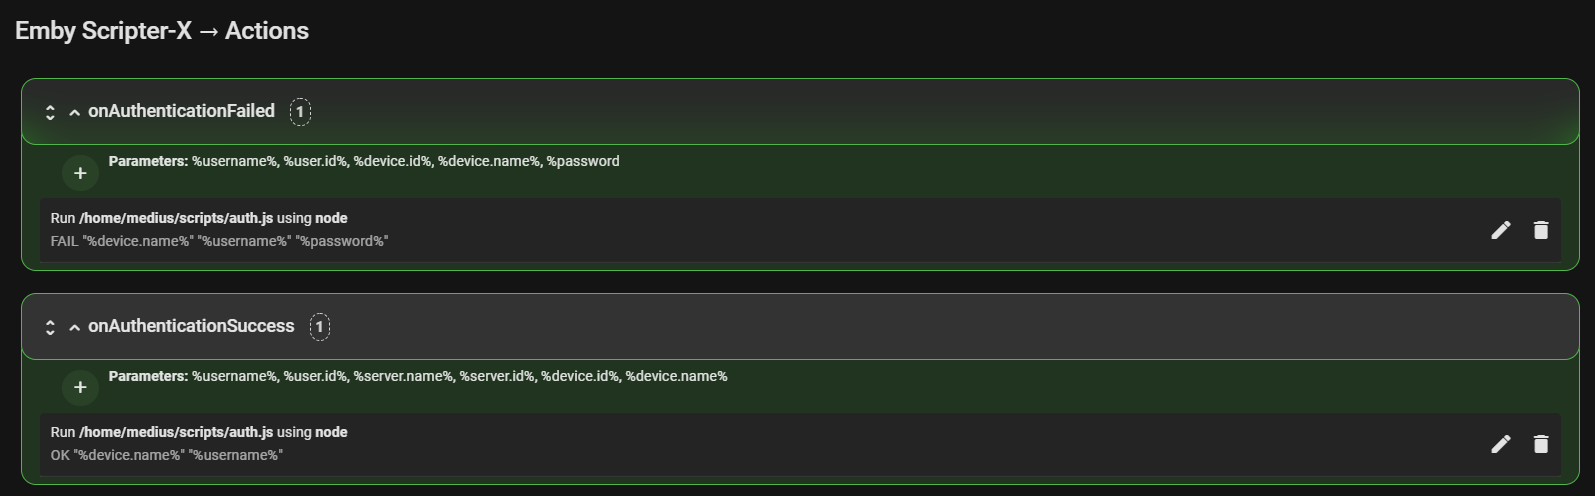 Emby Scripter-X → Actions
onAuthenticationFailed 1
Parameters: %username%, %user.id%, %device.id%, %device.name%, %password
Run /home/medius/scripts/auth.js using node
FAIL "%device.name%" "%username%" "%password%"
onAuthenticationSuccess 1
Parameters: %username%, %user.id%, %server.name%, %server.id%, %device.id%, %device.name%
Run /home/medius/scripts/auth.js using node
OK "%device.name%" "%username%"